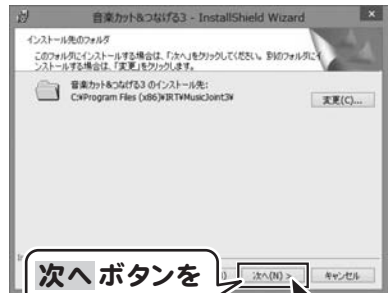 音楽カット&つなげる3 - InstallShield Wizard
インストール先のフォルダ
このフォルダにインストールする場合は、「次へ」をクリックしてください。別のフォルダにイ
ンストールする場合は、「変更」をクリックします。
音楽カット&つなげる3 のインストール先:
C:¥Program Files (x86)¥IRT¥MusicJoint3¥
変更(C)...
次へ(N) >
キャンセル
次へ ボタンを